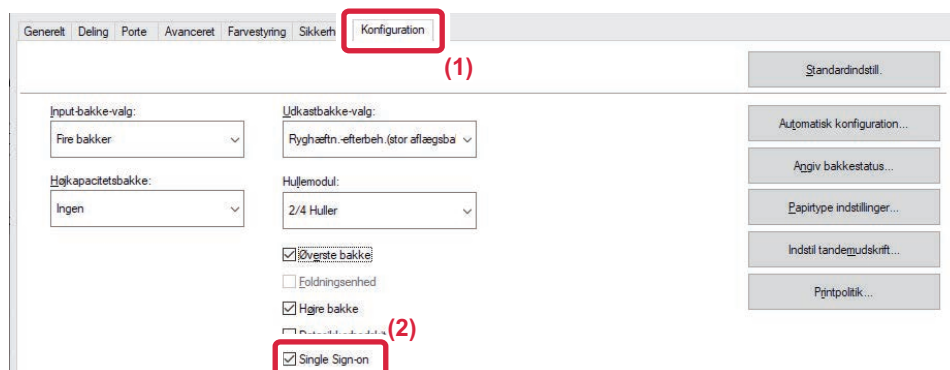 Generelt Deling Porte Avanceret Farvestyring Sikkerh Konfiguration
(1)
Standardindstill.
Input-bakke-valg:
Fire bakker
Højkapacitetsbakke:
Ingen
Udkastbakke-valg:
Ryghæftn.-efterbeh.(stor aflægsba
Hullemodul:
2/4 Huller
Øverste bakke
Foldningsenhed
Højre bakke
(2)
Single Sign-on
Automatisk konfiguration...
Angiv bakkestatus...
Papirtype indstillinger...
Indstil tandemudskrift...
Printpolitik...